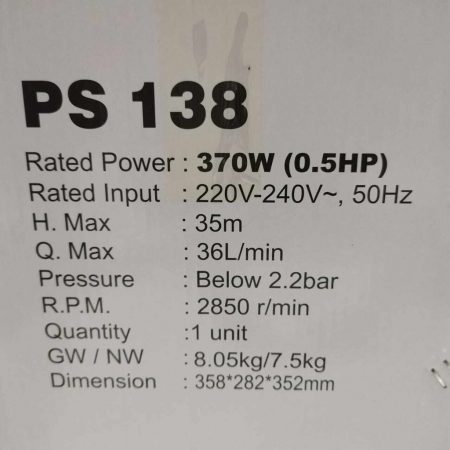 PS 138
Rated Power : 370W (0.5HP)
Rated Input : 220V-240V~, 50Hz
H. Max : 35m
Q. Max : 36L/min
Pressure : Below 2.2bar
R.P.M. : 2850 r/min
Quantity :1 unit
GW / NW : 8.05kg/7.5kg
Dimension : 358*282*352mm